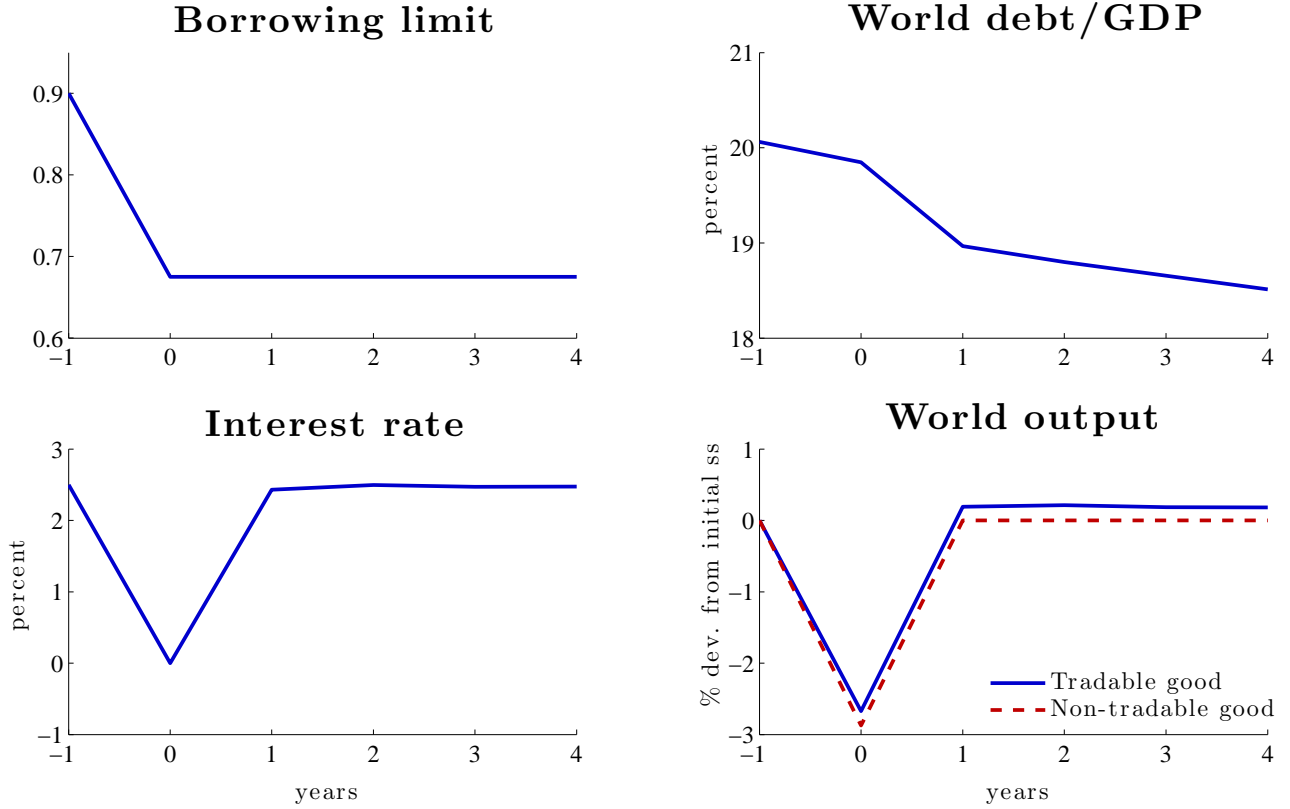 Borrowing limit
0.9
0.8
0.7
0.6
−1 0 1 2 3 4
World debt/GDP
percent
21
20
19
18
−1 0 1 2 3 4
Interest rate
percent
3
2
1
0
−1
−1 0 1 2 3 4
years
World output
% dev. from initial ss
1
0
−1
−2
−3
Tradable good
Non-tradable good
−1 0 1 2 3 4
years